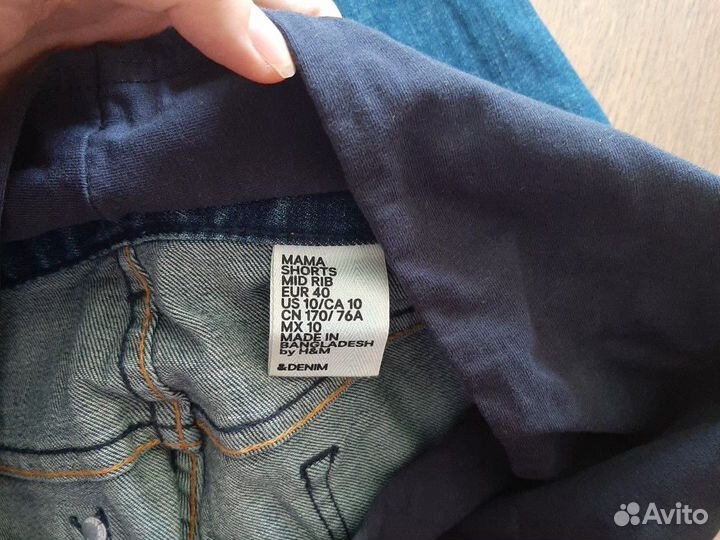 MAMA
SHORTS
MID RIB
EUR 40
US 10/CA 10
CN 170/76A
MX 10
MADE IN
BANGLADESH
by H&M
&DENIM
Avito